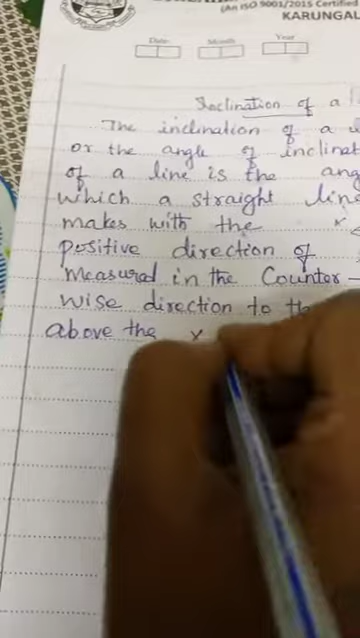 (An ISO 9001/2015 Certified
KARUNGAL
Date: Month Year
Inclination of a l
The inclination of a
or the angle of inclinat
of a line is the ang
which a straight line
makes with the x
positive direction of
measured in the Counter-
wise direction to the
above the x